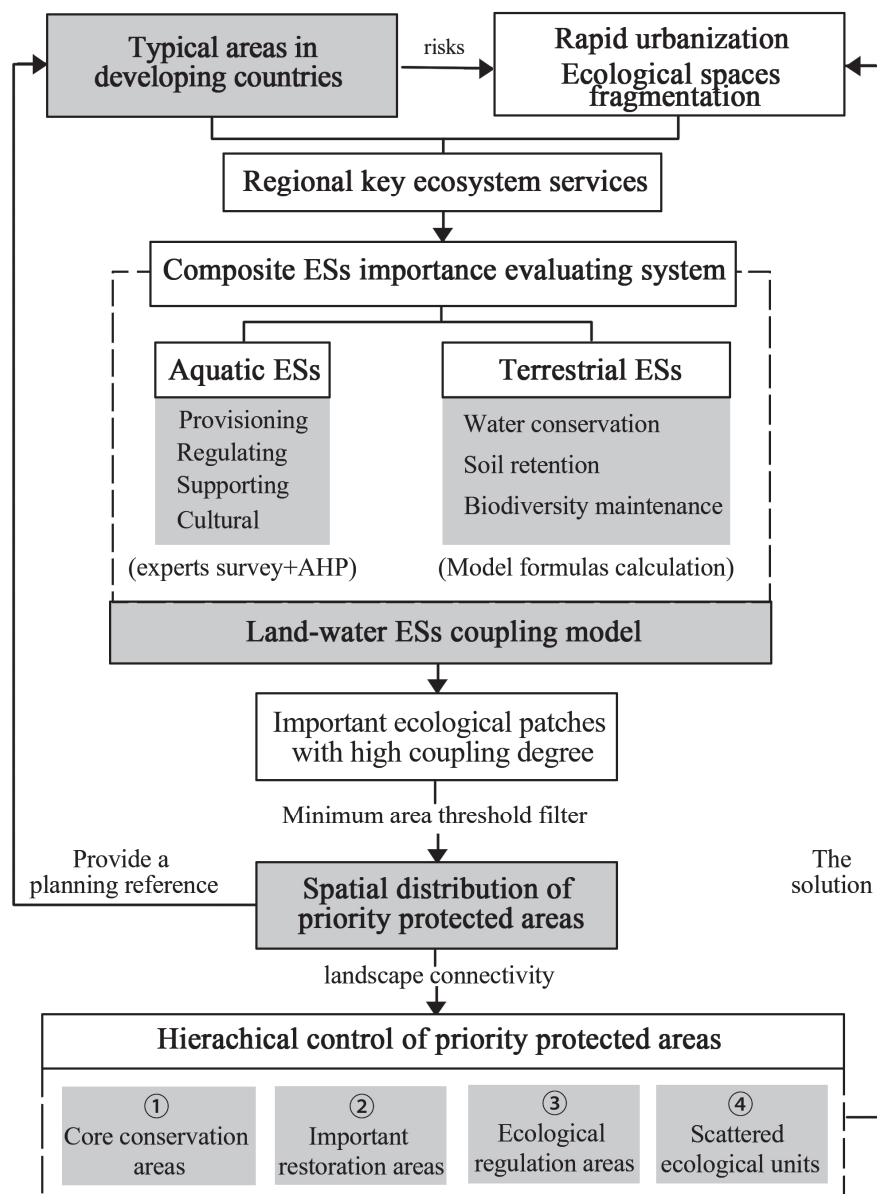 Typical areas in
developing countries
risks
Rapid urbanization
Ecological spaces
fragmentation
Regional key ecosystem services
Composite ESs importance evaluating system
Aquatic ESs
Provisioning
Regulating
Supporting
Cultural
(experts survey+AHP)
Terrestrial ESs
Water conservation
Soil retention
Biodiversity maintenance
(Model formulas calculation)
Land-water ESs coupling model
Important ecological patches
with high coupling degree
Minimum area threshold filter
Provide a
planning reference
Spatial distribution of
priority protected areas
The
solution
landscape connectivity
Hierachical control of priority protected areas
①
Core conservation
areas
②
Important
restoration areas
③
Ecological
regulation areas
④
Scattered
ecological units